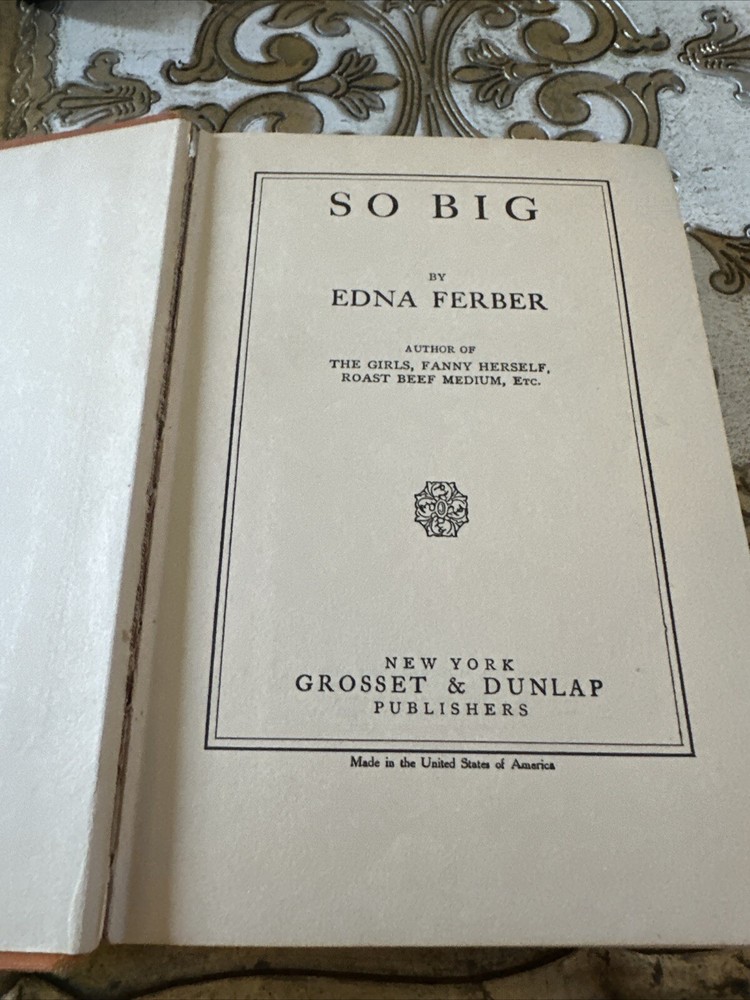 SO BIG
BY
EDNA FERBER
AUTHOR OF
THE GIRLS, FANNY HERSELF,
ROAST BEEF MEDIUM, ETC.
NEW YORK
GROSSET & DUNLAP
PUBLISHERS
Made in the United States of America